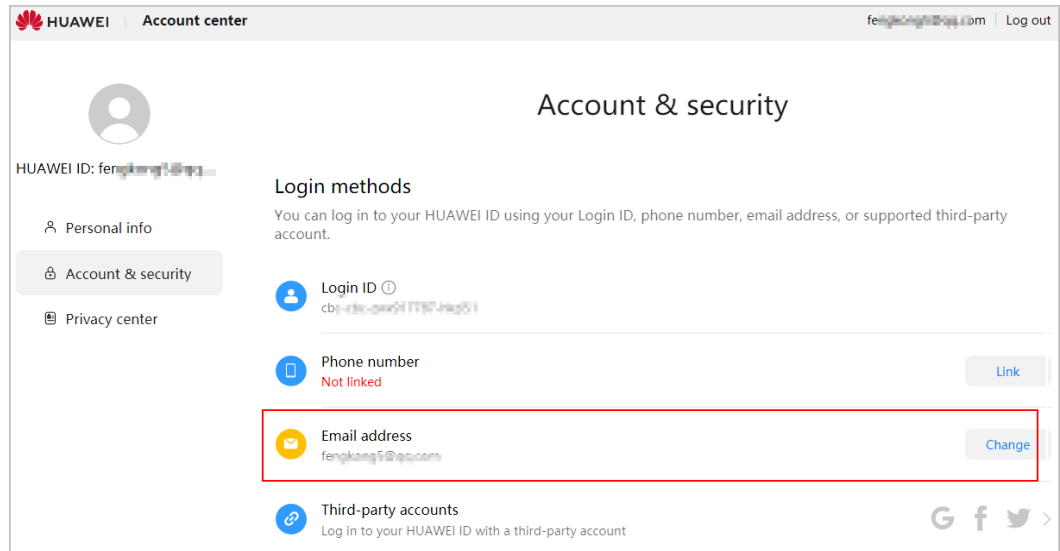 HUAWEI Account center
Log out
Account & security
HUAWEI ID:
Login methods
You can log in to your HUAWEI ID using your Login ID, phone number, email address, or supported third-party
account.
Personal info
Account & security
Privacy center
Login ID
Phone number
Not linked
Link
Email address
Change
Third-party accounts
Log in to your HUAWEI ID with a third-party account